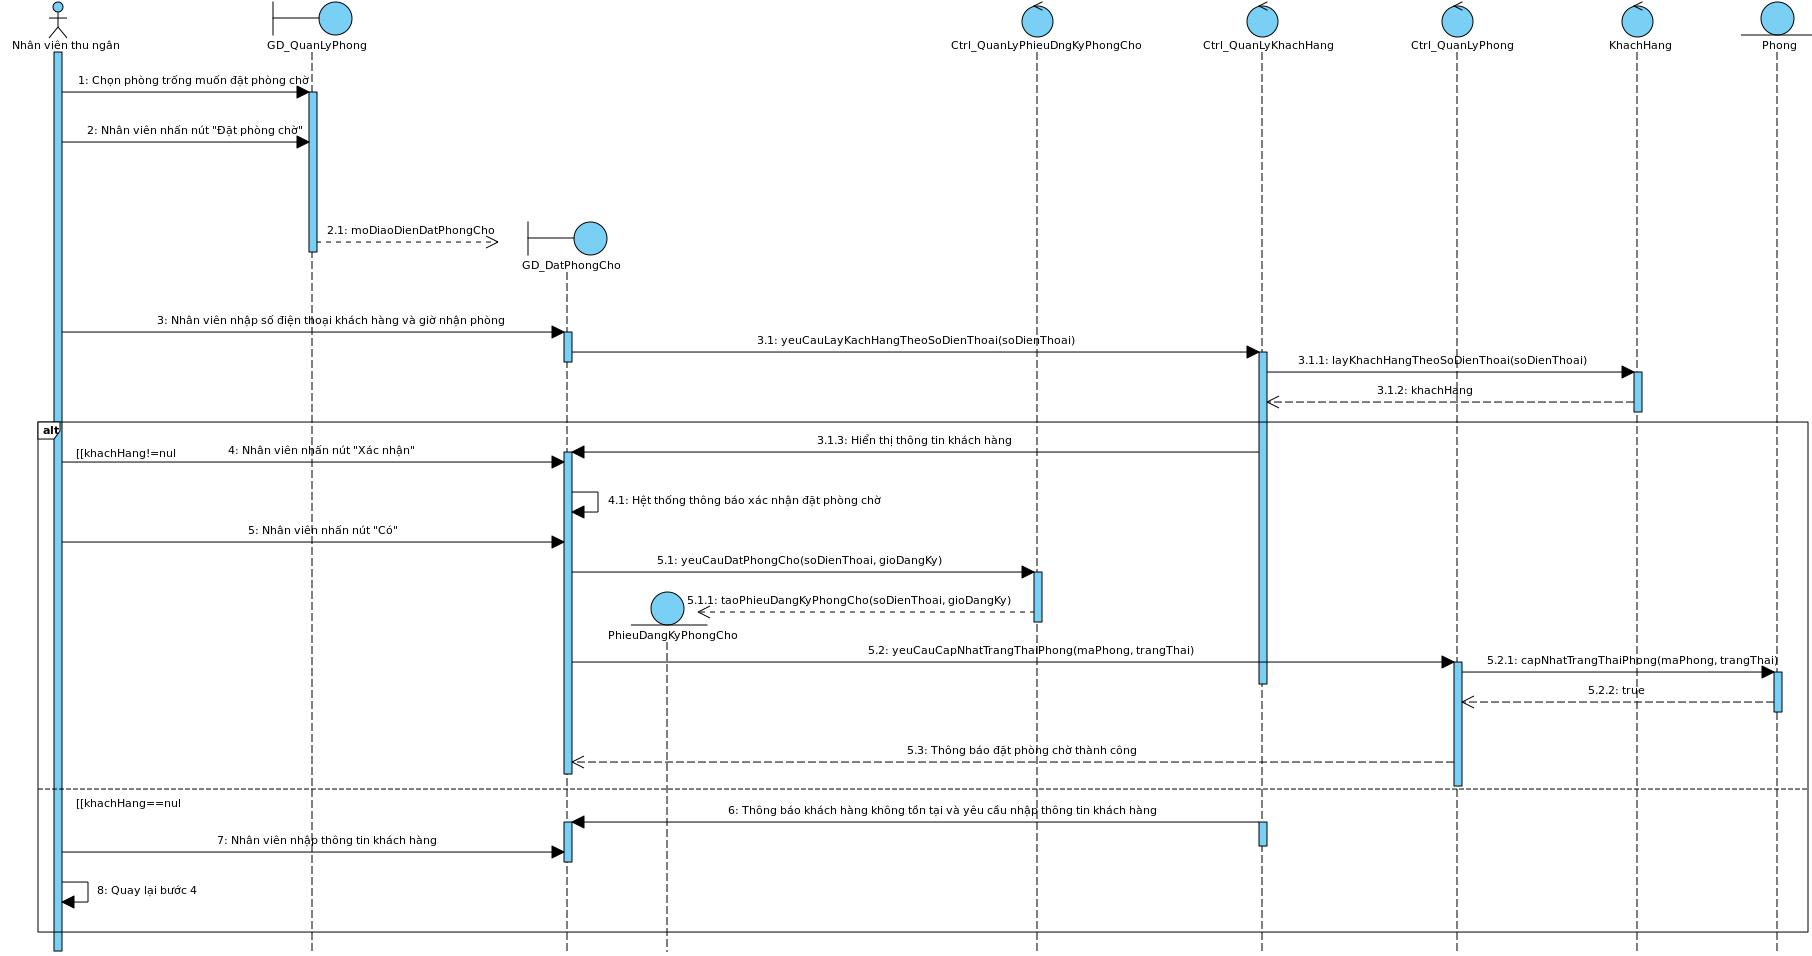 Nhân viên thu ngân
GD_QuanLyPhong
Ctrl_QuanLyPhieuDngKyPhongCho
Ctrl_QuanLyKhachHang
Ctrl_QuanLyPhong
KhachHang
Phong
1: Chọn phòng trống muốn đặt phòng chờ
2: Nhân viên nhấn nút "Đặt phòng chờ"
2.1: moDiaoDienDatPhongCho
GD_DatPhongCho
3: Nhân viên nhập số điện thoại khách hàng và giờ nhận phòng
3.1: yeuCauLayKachHangTheoSoDienThoai(soDienThoai)
3.1.1: layKhachHangTheoSoDienThoai(soDienThoai)
3.1.2: khachHang
alt
3.1.3: Hiển thị thông tin khách hàng
[[khachHang!=nul
4: Nhân viên nhấn nút "Xác nhận"
4.1: Hệt thống thông báo xác nhận đặt phòng chờ
5: Nhân viên nhấn nút "Có"
5.1: yeuCauDatPhongCho(soDienThoai, gioDangKy)
5.1.1: taoPhieuDangKyPhongCho(soDienThoai, gioDangKy)
PhieuDangKyPhongCho
5.2: yeuCauCapNhatTrangThaiPhong(maPhong, trangThai)
5.2.1: capNhatTrangThaiPhong(maPhong, trangThai)
5.2.2: true
5.3: Thông báo đặt phòng chờ thành công
[[khachHang==nul
6: Thông báo khách hàng không tồn tại và yêu cầu nhập thông tin khách hàng
7: Nhân viên nhập thông tin khách hàng
8: Quay lại bước 4